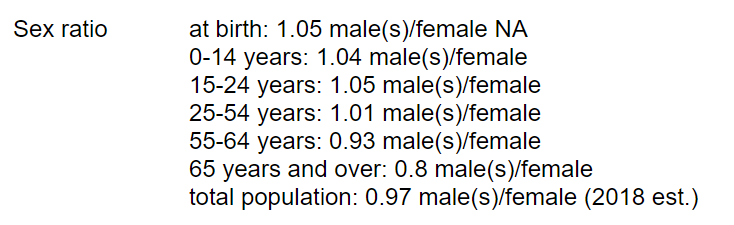 Sex ratio at birth: 1.05 male(s)/female NA
0-14 years: 1.04 male(s)/female
15-24 years: 1.05 male(s)/female
25-54 years: 1.01 male(s)/female
55-64 years: 0.93 male(s)/female
65 years and over: 0.8 male(s)/female
total population: 0.97 male(s)/female (2018 est.)